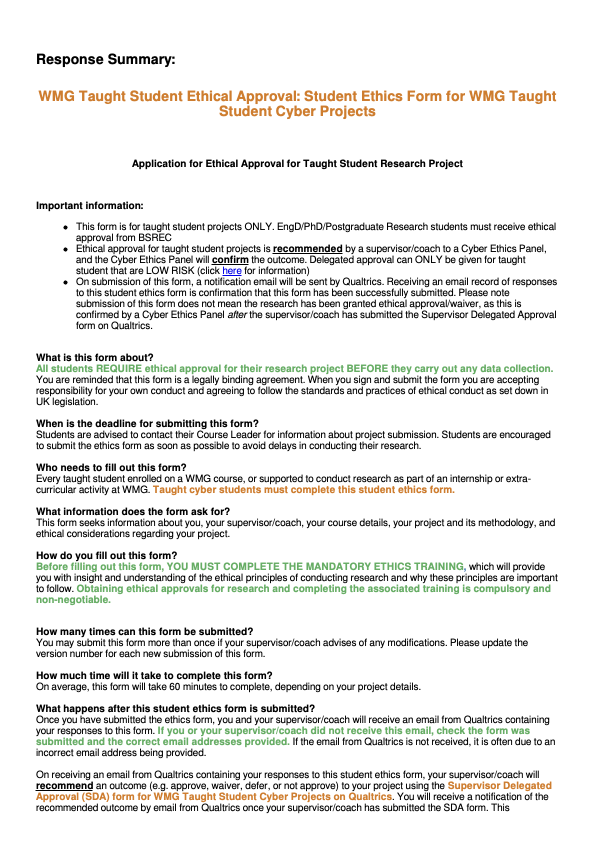 Response Summary:
WMG Taught Student Ethical Approval: Student Ethics Form for WMG Taught
Student Cyber Projects
Application for Ethical Approval for Taught Student Research Project
Important information:
● This form is for taught student projects ONLY. EngD/PhD/Postgraduate Research students must receive ethical
approval from BSREC
● Ethical approval for taught student projects is recommended by a supervisor/coach to a Cyber Ethics Panel,
and the Cyber Ethics Panel will confirm the outcome. Delegated approval can ONLY be given for taught
student that are LOW RISK (click here for information)
● On submission of this form, a notification email will be sent by Qualtrics. Receiving an email record of responses
to this student ethics form is confirmation that this form has been successfully submitted. Please note
submission of this form does not mean the research has been granted ethical approval/waiver, as this is
confirmed by a Cyber Ethics Panel after the supervisor/coach has submitted the Supervisor Delegated Approval
form on Qualtrics.
What is this form about?
All students REQUIRE ethical approval for their research project BEFORE they carry out any data collection.
You are reminded that this form is a legally binding agreement. When you sign and submit the form you are accepting
responsibility for your own conduct and agreeing to follow the standards and practices of ethical conduct as set down in
UK legislation.
When is the deadline for submitting this form?
Students are advised to contact their Course Leader for information about project submission. Students are encouraged
to submit the ethics form as soon as possible to avoid delays in conducting their research.
Who needs to fill out this form?
Every taught student enrolled on a WMG course, or supported to conduct research as part of an internship or extra-
curricular activity at WMG. Taught cyber students must complete this student ethics form.
What information does the form ask for?
This form seeks information about you, your supervisor/coach, your course details, your project and its methodology, and
ethical considerations regarding your project.
How do you fill out this form?
Before filling out this form, YOU MUST COMPLETE THE MANDATORY ETHICS TRAINING, which will provide
you with insight and understanding of the ethical principles of conducting research and why these principles are important
to follow. Obtaining ethical approvals for research and completing the associated training is compulsory and
non-negotiable.
How many times can this form be submitted?
You may submit this form more than once if your supervisor/coach advises of any modifications. Please update the
version number for each new submission of this form.
How much time will it take to complete this form?
On average, this form will take 60 minutes to complete, depending on your project details.
What happens after this student ethics form is submitted?
Once you have submitted the ethics form, you and your supervisor/coach will receive an email from Qualtrics containing
your responses to this form. If you or your supervisor/coach did not receive this email, check the form was
submitted and the correct email addresses provided. If the email from Qualtrics is not received, it is often due to an
incorrect email address being provided.
On receiving an email from Qualtrics containing your responses to this student ethics form, your supervisor/coach will
recommend an outcome (e.g. approve, waiver, defer, or not approve) to your project using the Supervisor Delegated
Approval (SDA) form for WMG Taught Student Cyber Projects on Qualtrics. You will receive a notification of the
recommended outcome by email from Qualtrics once your supervisor/coach has submitted the SDA form. This